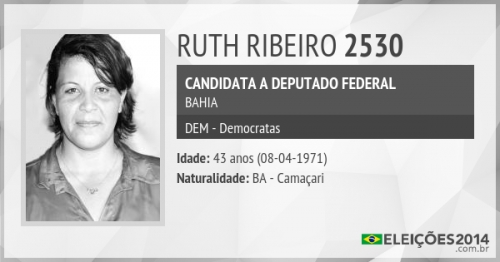 RUTH RIBEIRO 2530
CANDIDATA A DEPUTADO FEDERAL
BAHIA
DEM - Democratas
Idade: 43 anos (08-04-1971)
Naturalidade: BA - Camaçari
ELEIÇÕES2014
.com.br